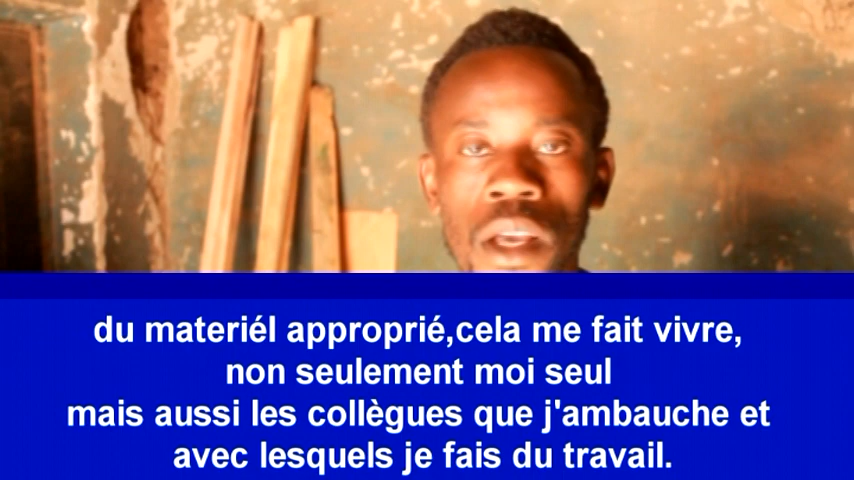 du materiél approprié,cela me fait vivre,
non seulement moi seul
mais aussi les collègues que j'ambauche et
avec lesquels je fais du travail.